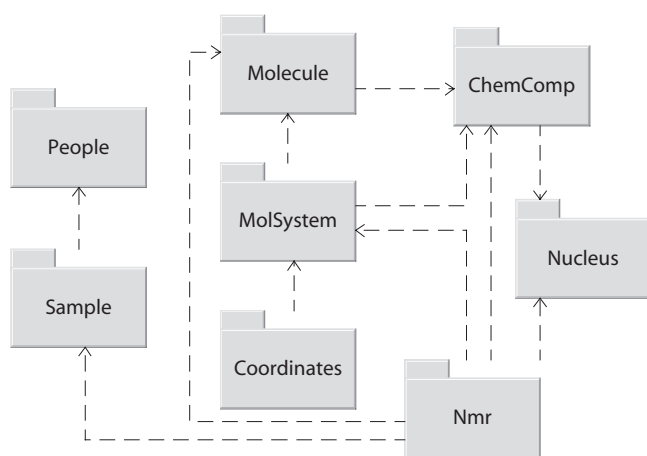 Molecule
ChemComp
People
MolSystem
Nucleus
Sample
Coordinates
Nmr